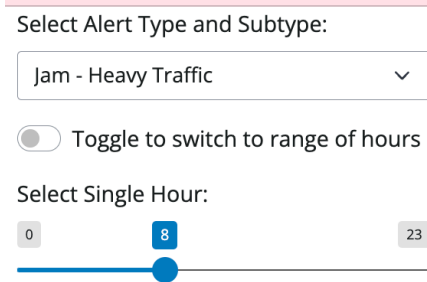 Select Alert Type and Subtype:
Jam - Heavy Traffic
Toggle to switch to range of hours
Select Single Hour:
0 8 23